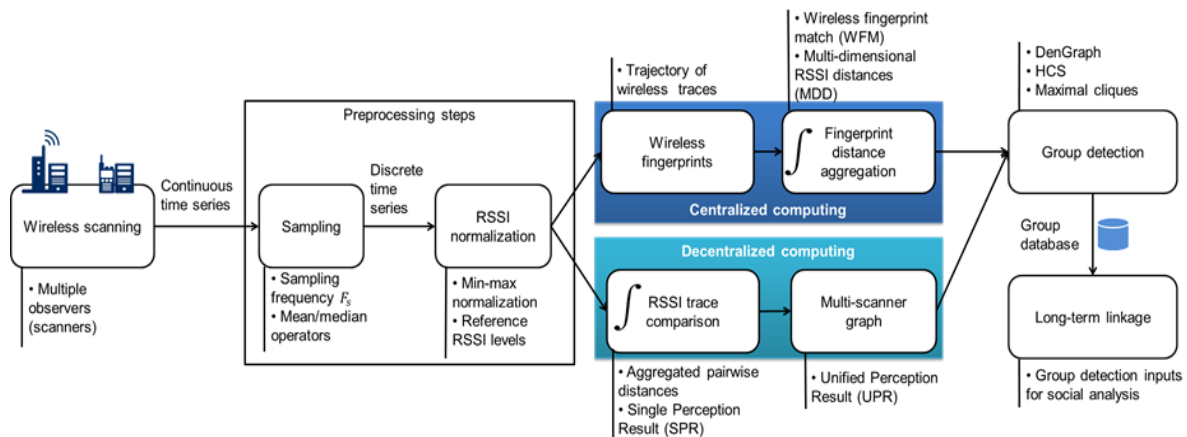 Wireless scanning
• Multiple
observers
(scanners)
Continuous
time series
Preprocessing steps
Sampling
• Sampling
frequency Fₛ
• Mean/median
operators
Discrete
time
series
RSSI
normalization
• Min-max
normalization
• Reference
RSSI levels
• Trajectory of
wireless traces
Wireless
fingerprints
• Wireless
fingerprint
match (WFM)
• Multi-dimensional
RSSI distances
(MDD)
∫ Fingerprint
distance
aggregation
Centralized computing
Decentralized computing
∫ RSSI trace
comparison
• Aggregated pairwise
distances
• Single Perception
Result (SPR)
Multi-scanner
graph
• Unified Perception
Result (UPR)
• DenGraph
• HCS
• Maximal cliques
Group detection
Group
database
Long-term linkage
• Group detection inputs
for social analysis